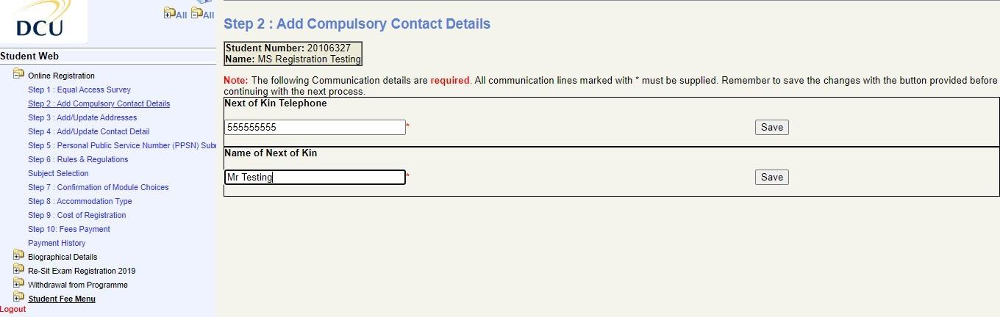 DCU
All All
Student Web
Online Registration
Step 1 : Equal Access Survey
Step 2 : Add Compulsory Contact Details
Step 3 : Add/Update Addresses
Step 4 : Add/Update Contact Detail
Step 5 : Personal Public Service Number (PPSN) Sub
Step 6 : Rules & Regulations
Subject Selection
Step 7 : Confirmation of Module Choices
Step 8 : Accommodation Type
Step 9 : Cost of Registration
Step 10: Fees Payment
Payment History
Biographical Details
Re-Sit Exam Registration 2019
Withdrawal from Programme
Student Fee Menu
Logout
Step 2 : Add Compulsory Contact Details
Student Number: 20106327
Name: MS Registration Testing
Note: The following Communication details are required. All communication lines marked with * must be supplied. Remember to save the changes with the button provided before
continuing with the next process.
Next of Kin Telephone
555555555 * Save
Name of Next of Kin
Mr Testing * Save